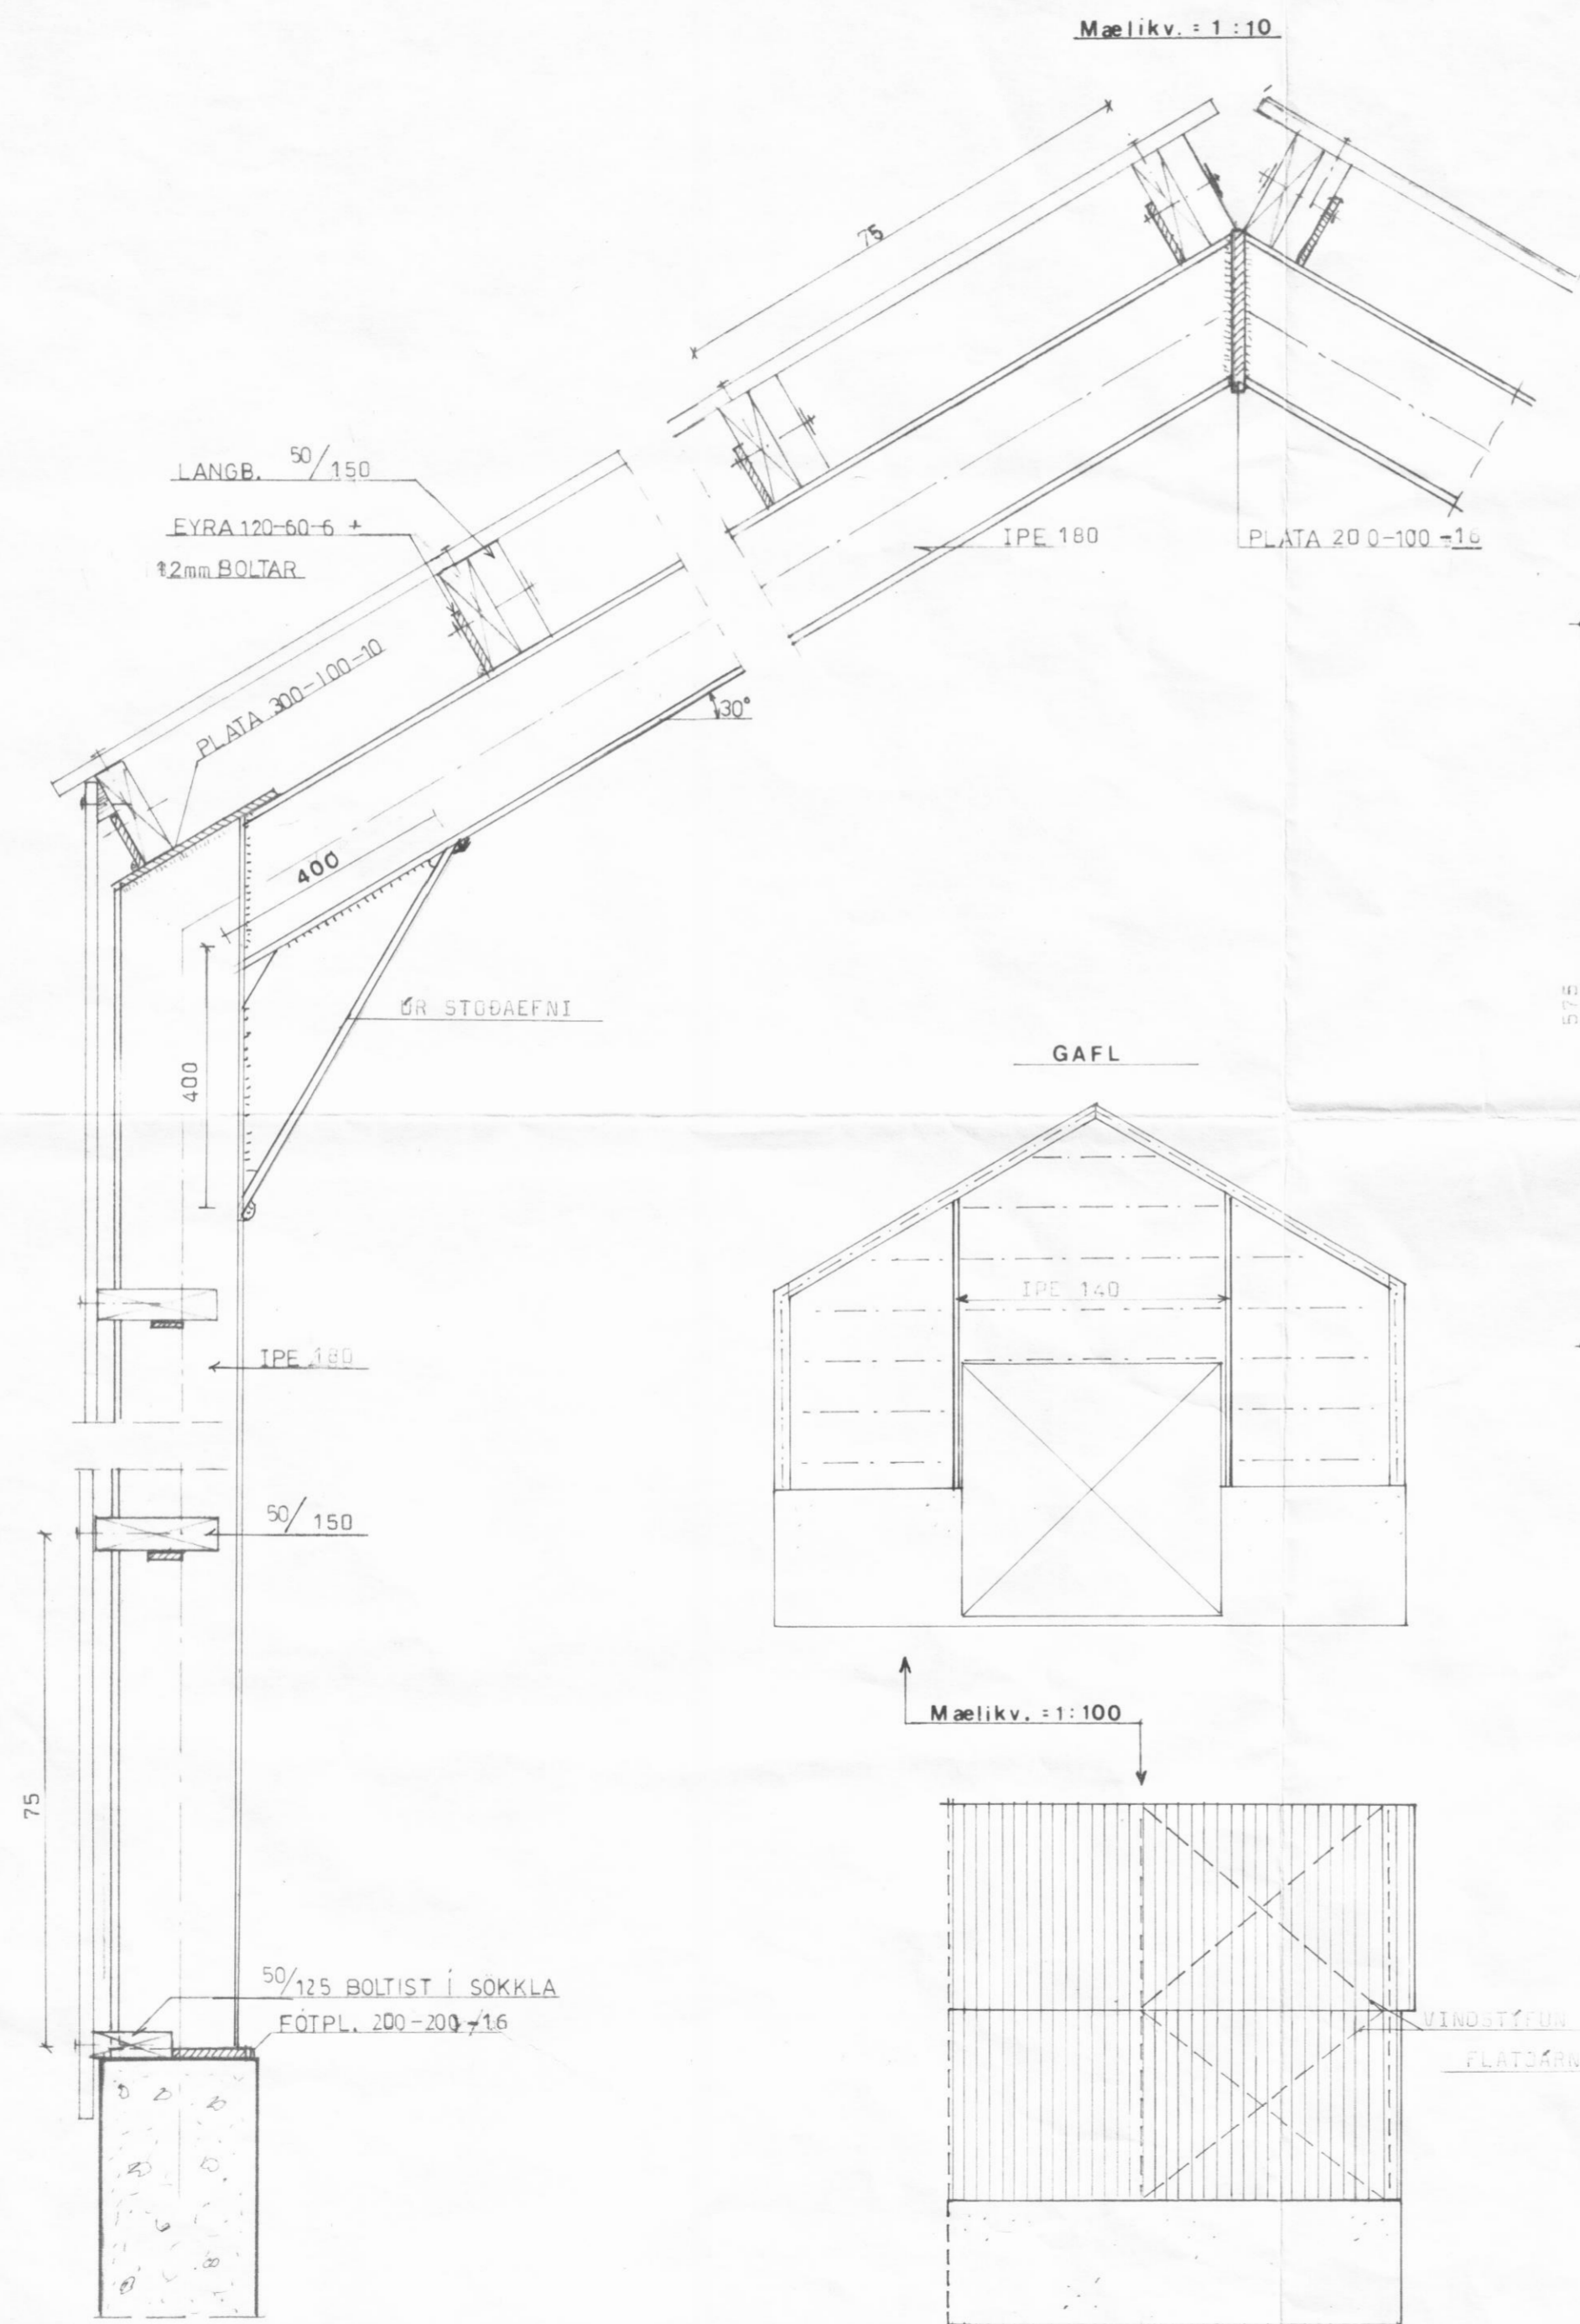 Mælikv. = 1:10
75
LANGB. 50/150
EYRA 120-60-6 +
12mm BOLTAR
IPE 180
PLATA 200-100-16
PLATA 300-100-10
30°
400
400
ÚR STOÐAEFNI
575
GAFL
IPE 140
IPE 180
50/150
Mælikv. = 1:100
75
50/125 BOLTIST Í SÖKKLA
FÓTPL. 200-200-16
VINDSTÍFUN
FLATJÁRN